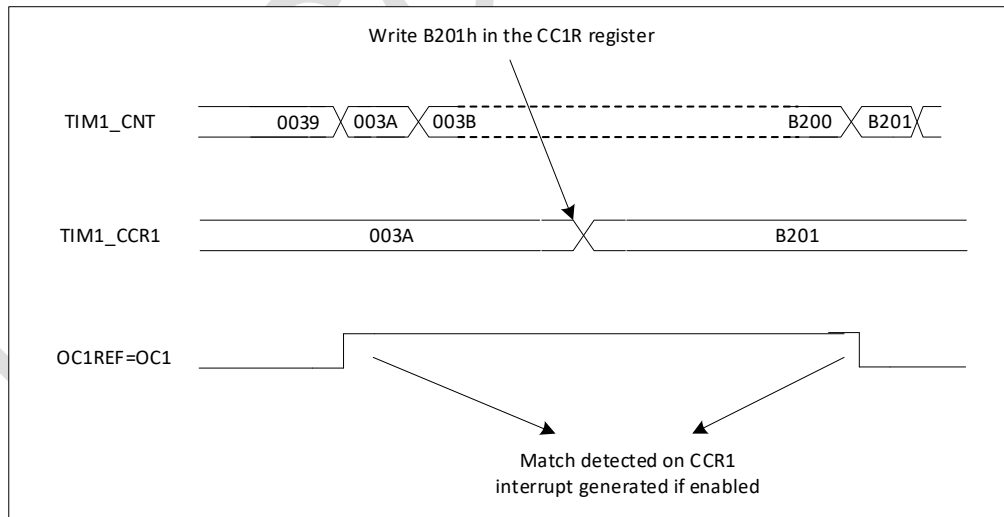 Write B201h in the CC1R register
TIM1_CNT
0039
003A
003B
B200
B201
TIM1_CCR1
003A
B201
OC1REF=OC1
Match detected on CCR1
interrupt generated if enabled